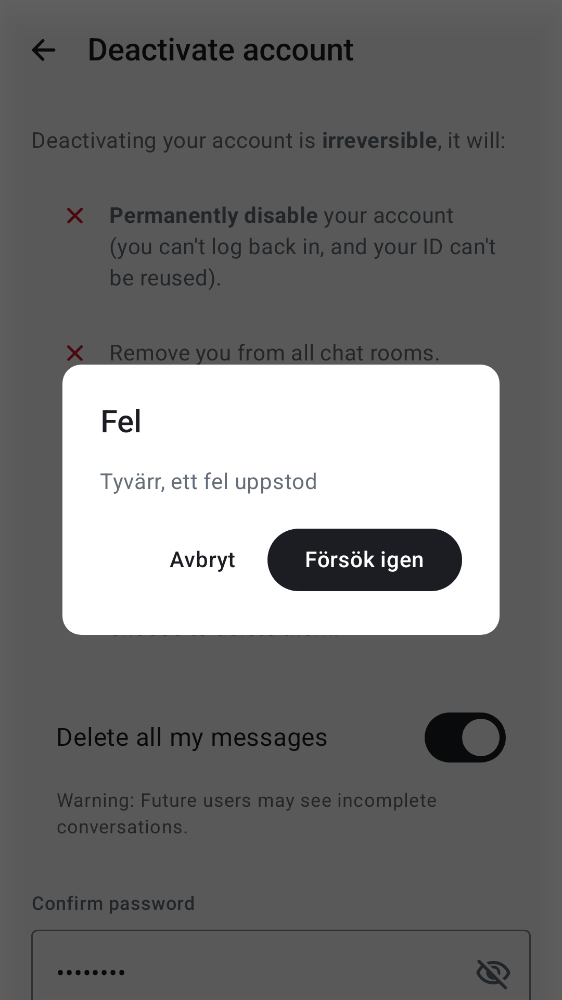 Deactivate account
Deactivating your account is irreversible, it will:
Permanently disable your account
(you can't log back in, and your ID can't
be reused).
Remove you from all chat rooms.
Fel
Tyvärr, ett fel uppstod
Avbryt
Försök igen
Delete all my messages
Warning: Future users may see incomplete
conversations.
Confirm password
••••••••